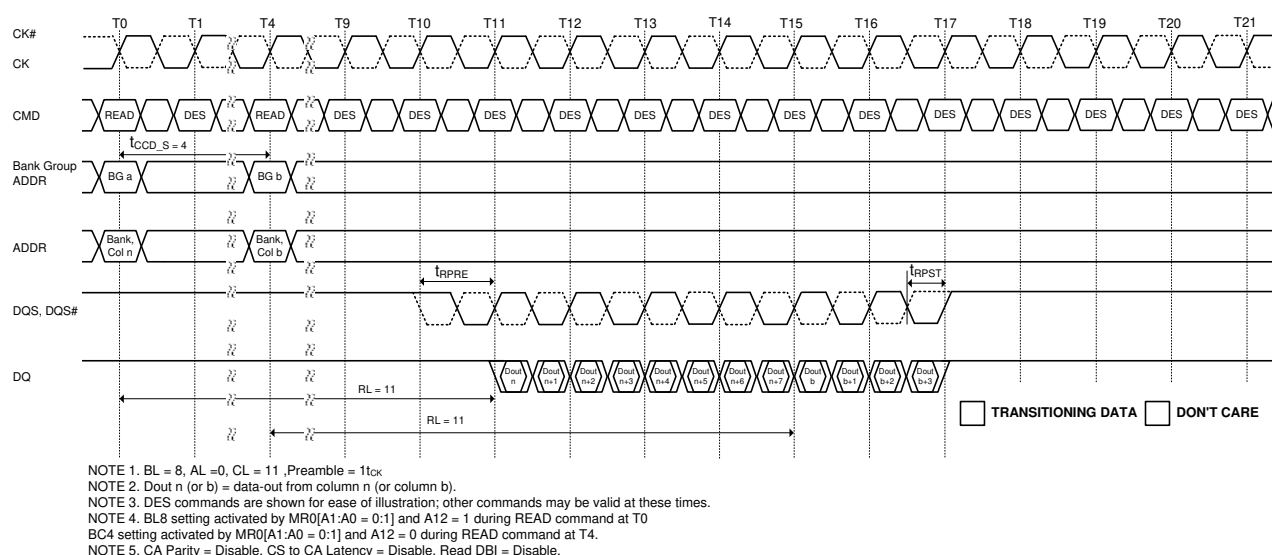 T0 T1 T4 T9 T10 T11 T12 T13 T14 T15 T16 T17 T18 T19 T20 T21
CK#
CK
CMD READ DES READ DES DES DES DES DES DES DES DES DES DES DES DES DES
tCCD_S = 4
Bank Group
ADDR
BG a BG b
ADDR
Bank,
Col n
Bank,
Col b
tRPRE tRPST
DQS, DQS#
DQ
Dout
n
Dout
n+1
Dout
n+2
Dout
n+3
Dout
n+4
Dout
n+5
Dout
n+6
Dout
n+7
Dout
b
Dout
b+1
Dout
b+2
Dout
b+3
RL = 11
RL = 11
TRANSITIONING DATA DON'T CARE
NOTE 1. BL = 8, AL =0, CL = 11 ,Preamble = 1tCK
NOTE 2. Dout n (or b) = data-out from column n (or column b).
NOTE 3. DES commands are shown for ease of illustration; other commands may be valid at these times.
NOTE 4. BL8 setting activated by MR0[A1:A0 = 0:1] and A12 = 1 during READ command at T0
BC4 setting activated by MR0[A1:A0 = 0:1] and A12 = 0 during READ command at T4.
NOTE 5. CA Parity = Disable, CS to CA Latency = Disable, Read DBI = Disable.